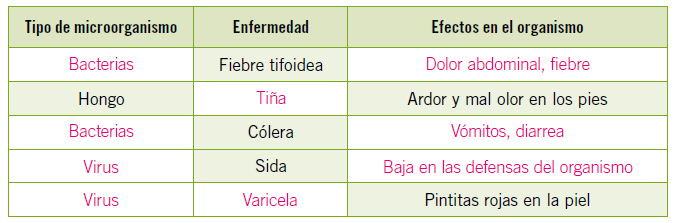 Tipo de microorganismo Enfermedad Efectos en el organismo
Bacterias Fiebre tifoidea Dolor abdominal, fiebre
Hongo Tiña Ardor y mal olor en los pies
Bacterias Cólera Vómitos, diarrea
Virus Sida Baja en las defensas del organismo
Virus Varicela Pintitas rojas en la piel